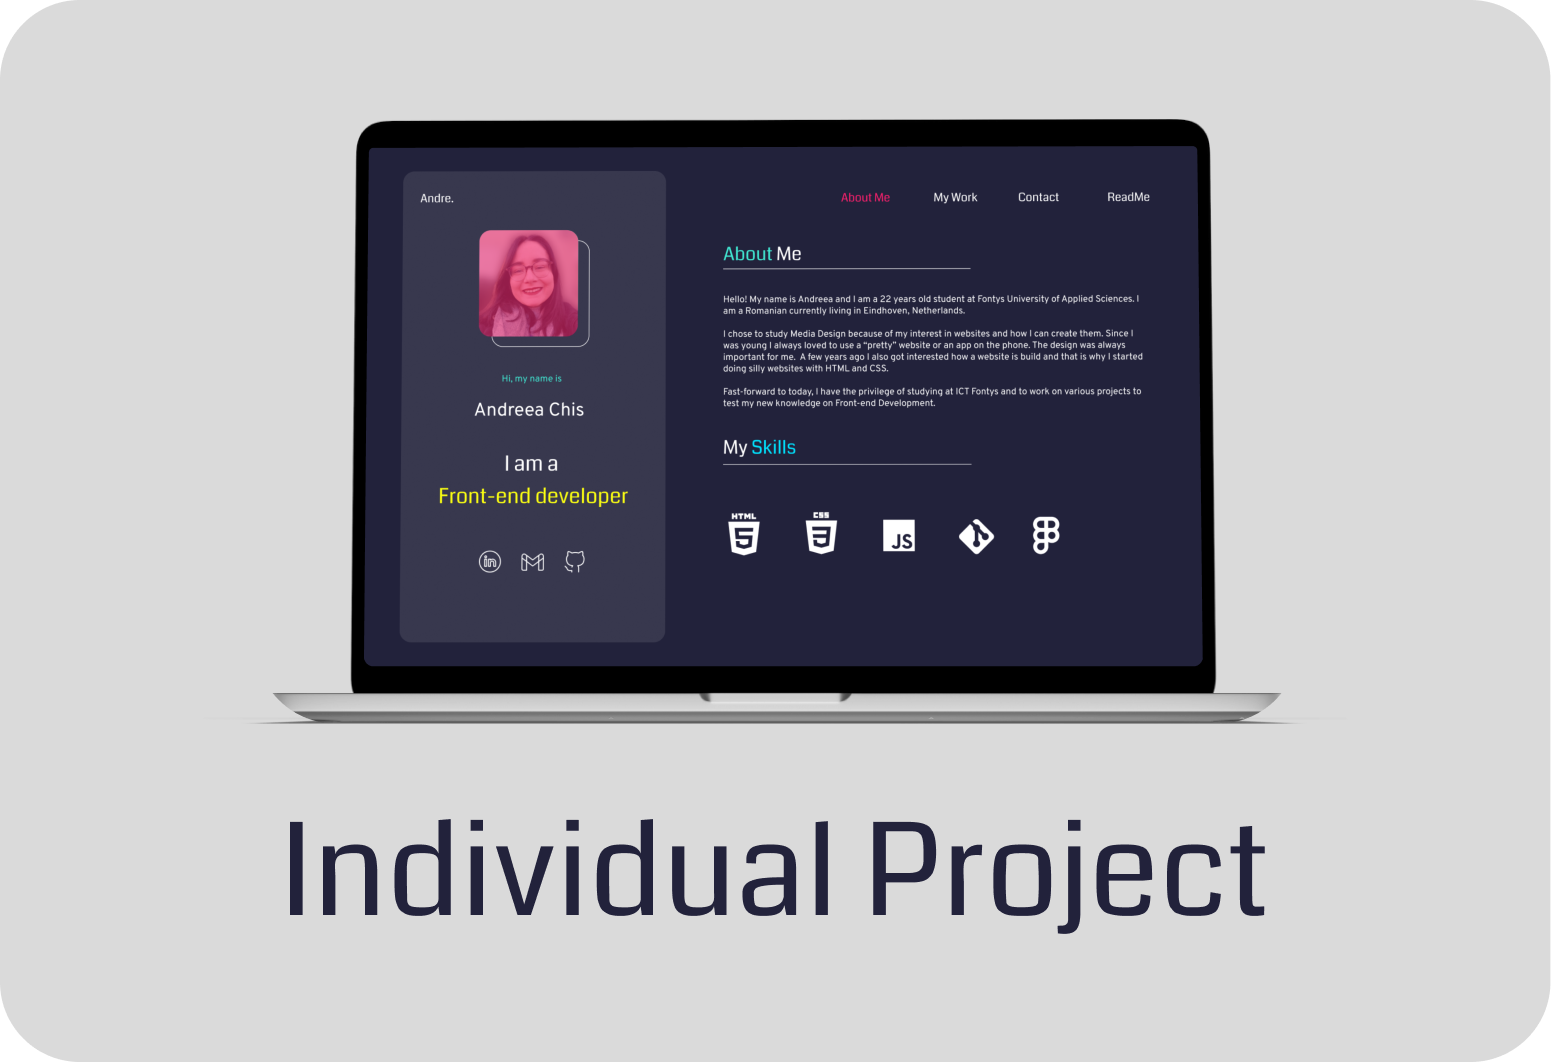 Andre.
Hi, my name is
Andreea Chis
I am a
Front-end developer
in
About Me
My Work
Contact
ReadMe
About Me
Hello! My name is Andreea and I am a 22 years old student at Fontys University of Applied Sciences. I
am a Romanian currently living in Eindhoven, Netherlands.
I chose to study Media Design because of my interest in websites and how I can create them. Since I
was young I always loved to use a “pretty” website or an app on the phone. The design was always
important for me. A few years ago I also got interested how a website is build and that is why I started
doing silly websites with HTML and CSS.
Fast-forward to today, I have the privilege of studying at ICT Fontys and to work on various projects to
test my new knowledge on Front-end Development.
My Skills
HTML
5
CSS
3
JS
Individual Project